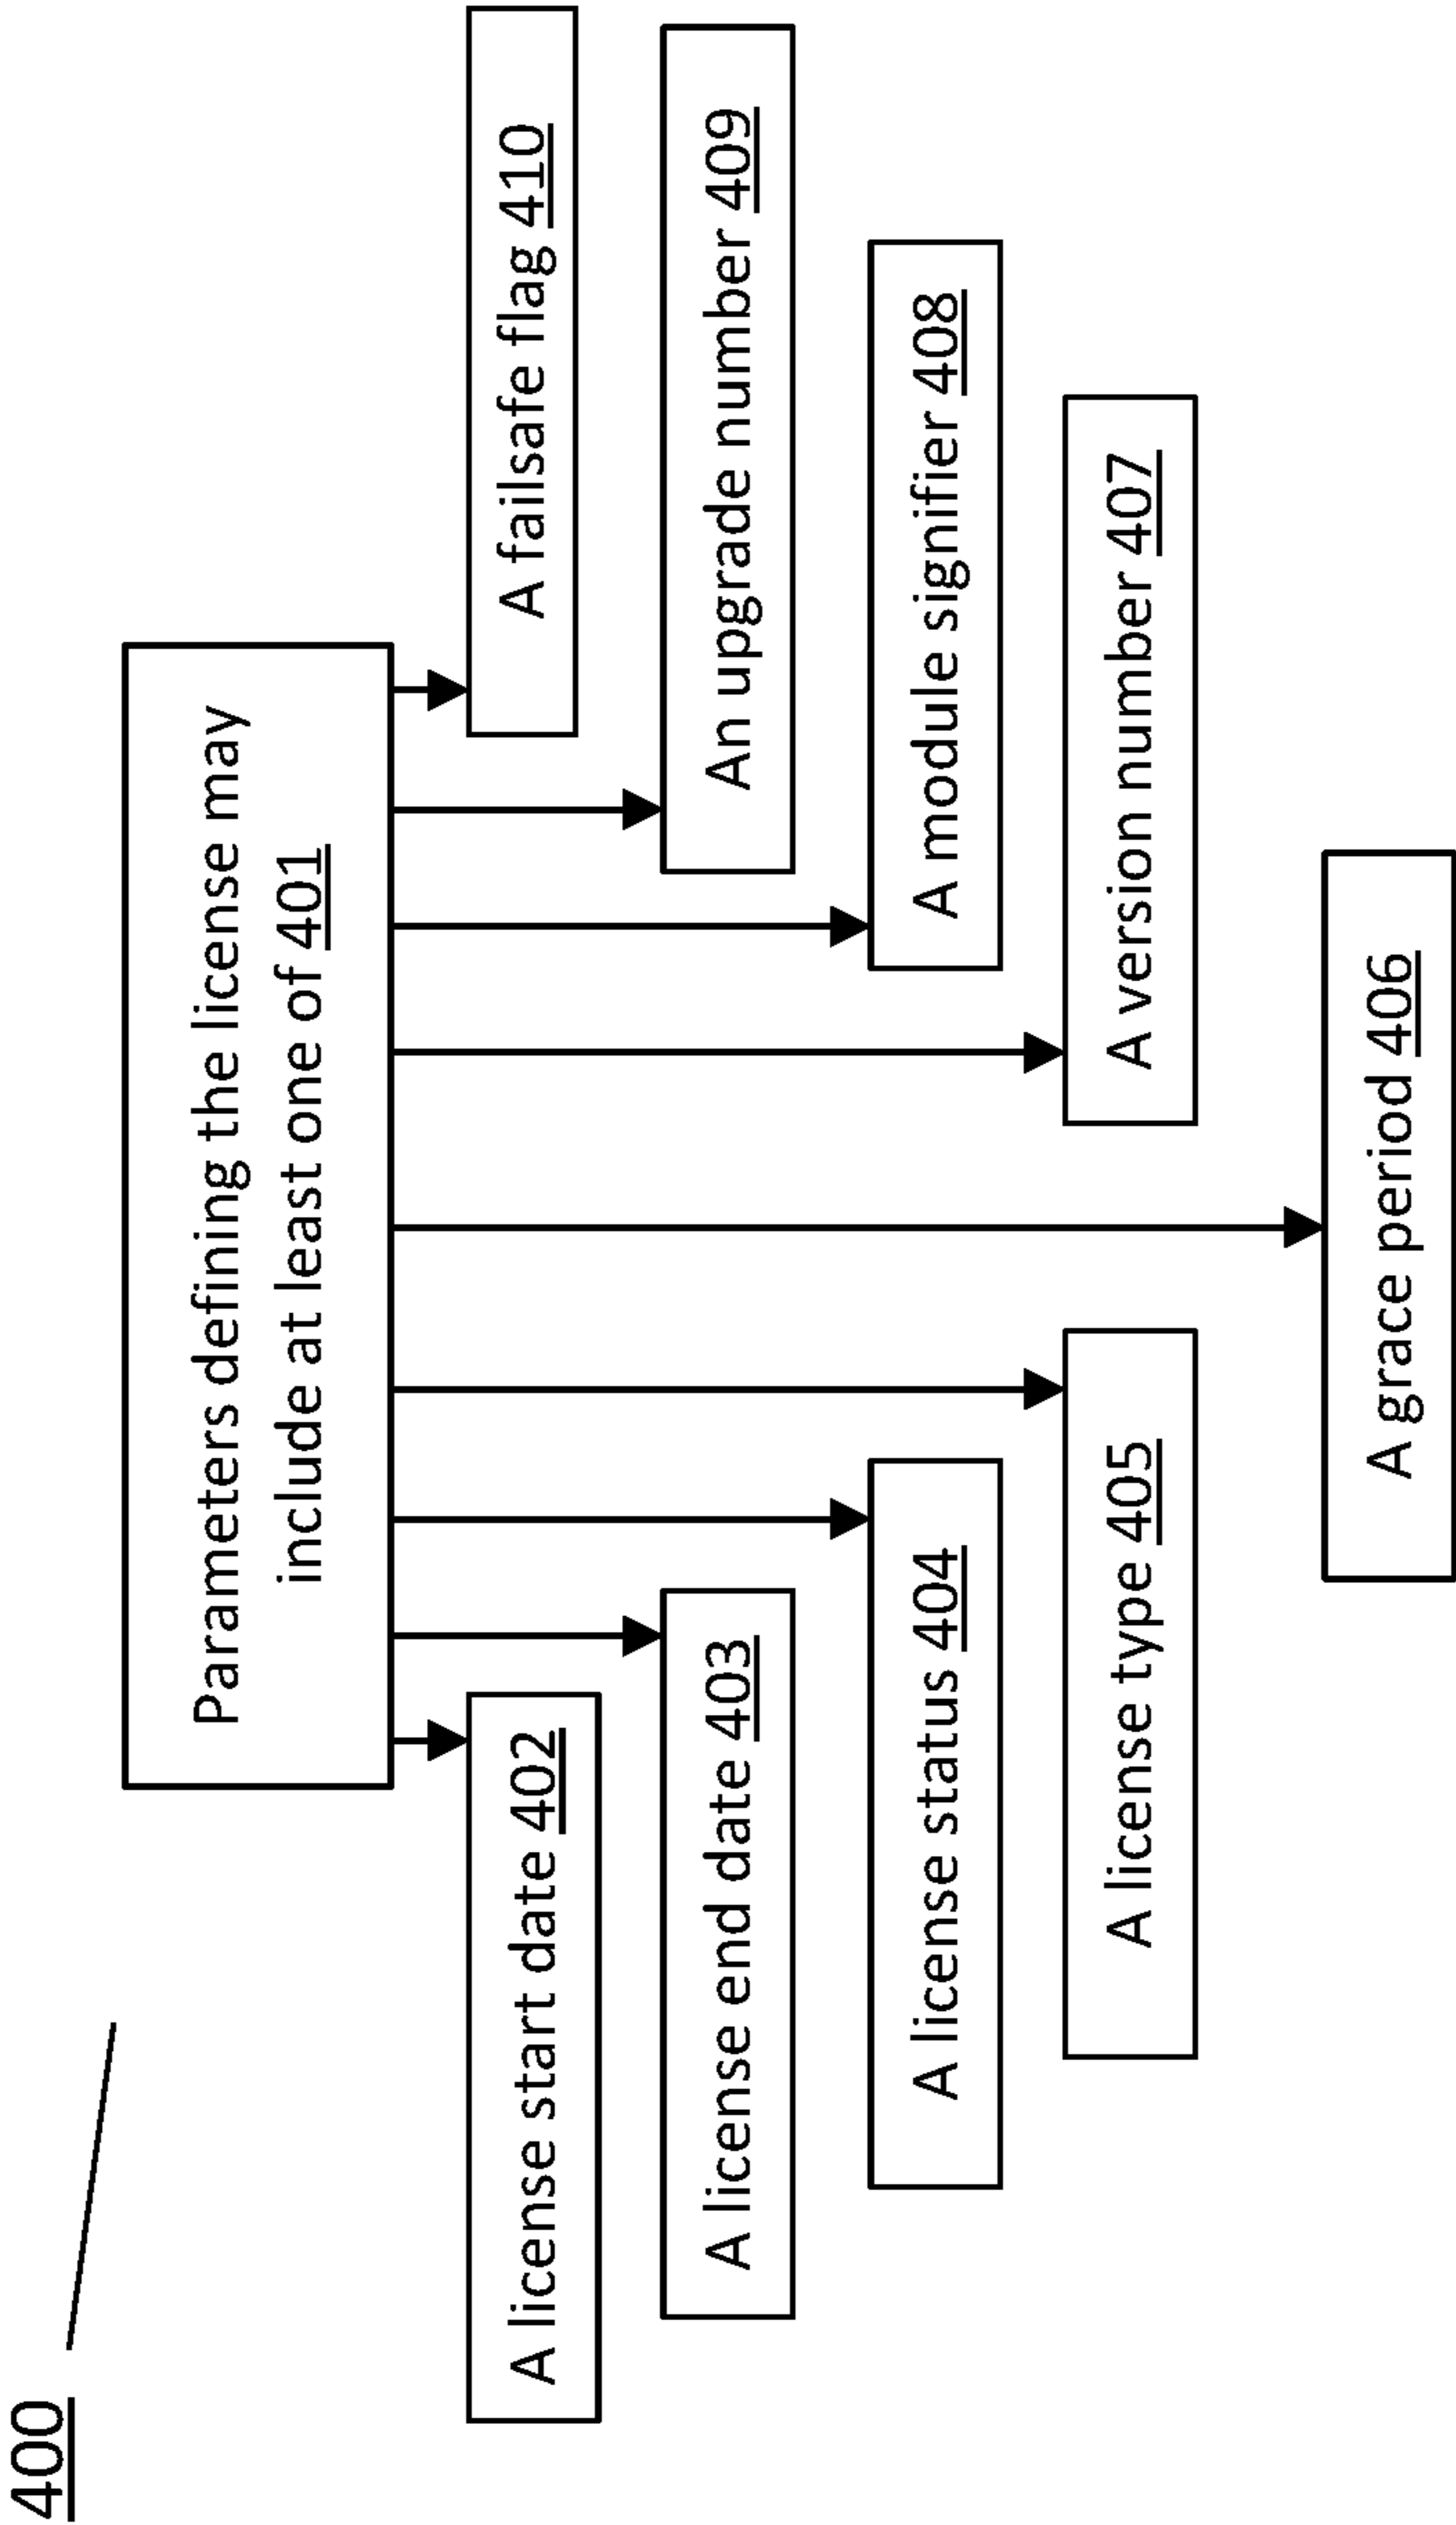 400
Parameters defining the license may
include at least one of 401
A license start date 402
A license end date 403
A license status 404
A license type 405
A grace period 406
A version number 407
A module signifier 408
An upgrade number 409
A failsafe flag 410